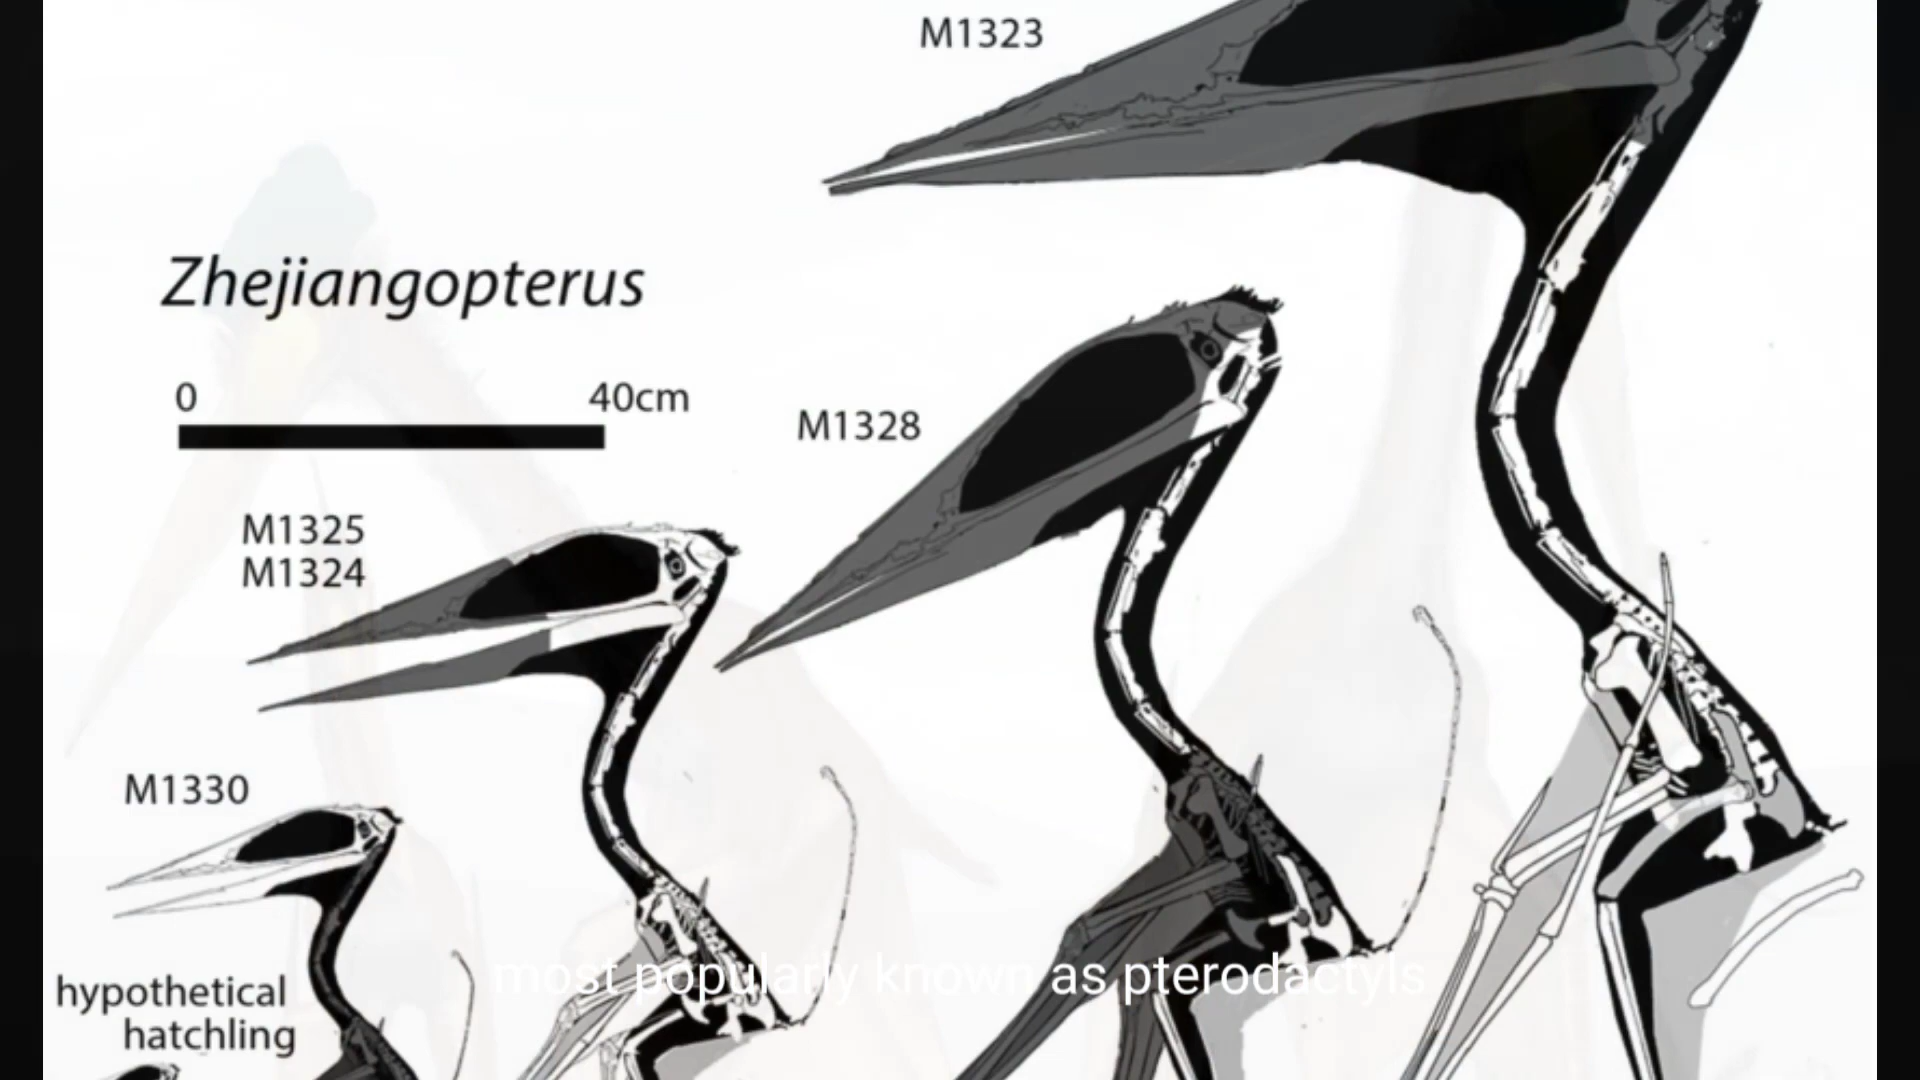 M1323
Zhejiangopterus
0 40cm
M1328
M1325
M1324
M1330
most popularly known as pterodactyls
hypothetical
hatchling